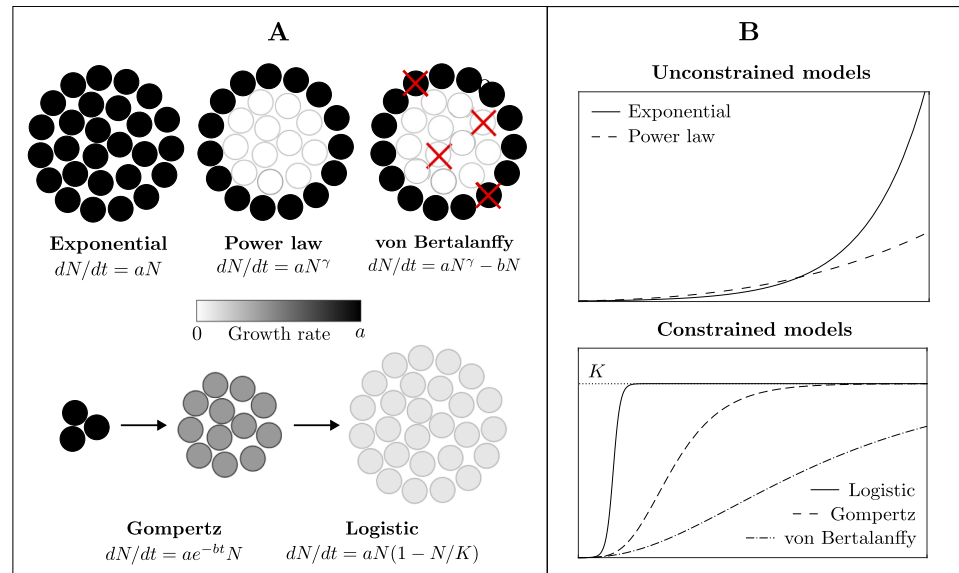 A
Exponential
dN/dt = aN
Power law
dN/dt = aN^γ
von Bertalanffy
dN/dt = aN^γ − bN
0 Growth rate a
Gompertz
dN/dt = ae^{−bt}N
Logistic
dN/dt = aN(1 − N/K)
B
Unconstrained models
Exponential
Power law
Constrained models
K
Logistic
Gompertz
von Bertalanffy